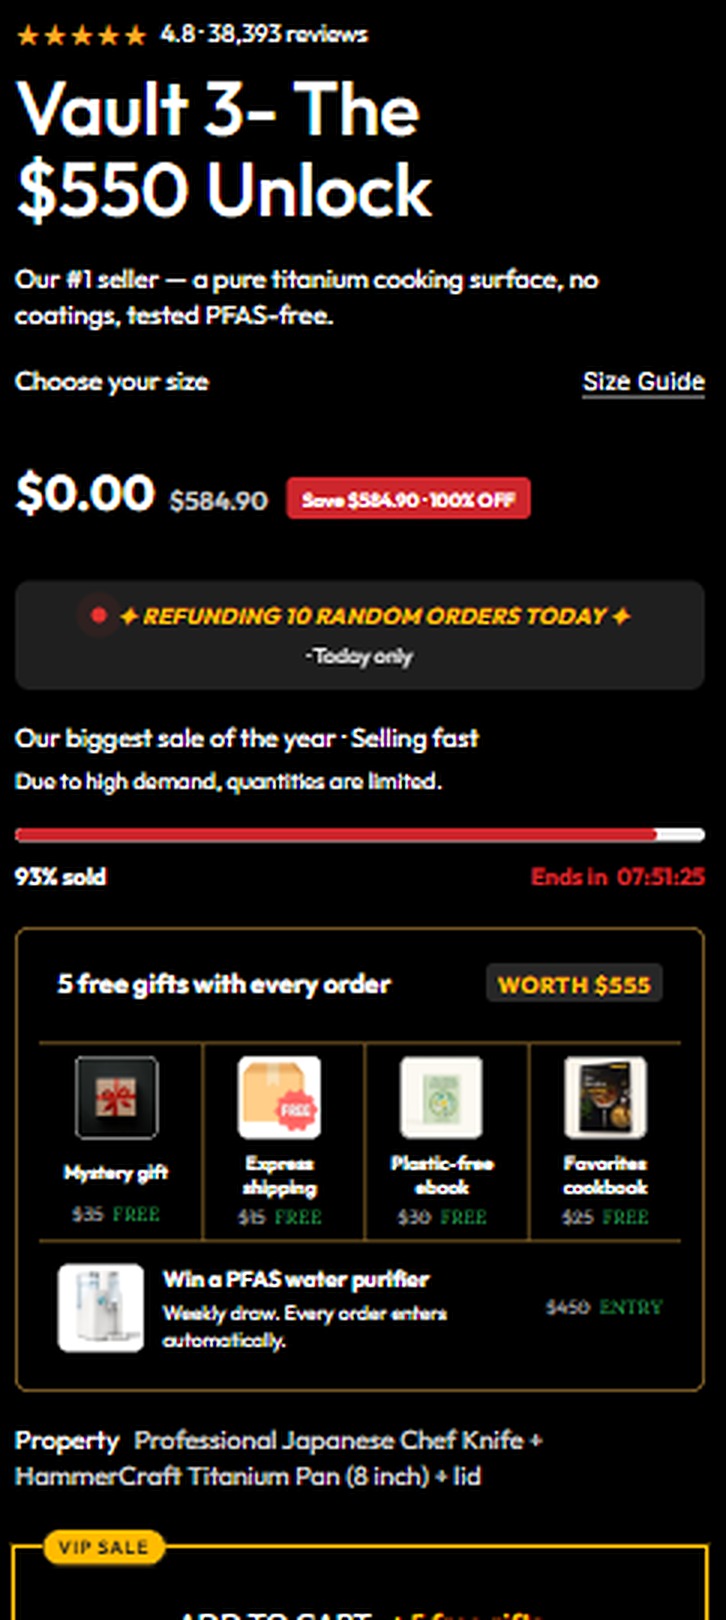 ★★★★★ 4.8 · 38,393 reviews
Vault 3- The
$550 Unlock
Our #1 seller — a pure titanium cooking surface, no
coatings, tested PFAS-free.
Choose your size Size Guide
$0.00 $584.90 Save $584.90 · 100% OFF
✦ REFUNDING 10 RANDOM ORDERS TODAY ✦
· Today only
Our biggest sale of the year · Selling fast
Due to high demand, quantities are limited.
93% sold Ends in 07:51:25
5 free gifts with every order WORTH $555
FREE
Mystery gift
$35 FREE
Express
shipping
$15 FREE
Plastic-free
ebook
$30 FREE
Favorites
cookbook
$25 FREE
Win a PFAS water purifier
Weekly draw. Every order enters
automatically.
$450 ENTRY
Property Professional Japanese Chef Knife +
HammerCraft Titanium Pan (8 inch) + lid
VIP SALE
ADD TO CART + 5 free gifts